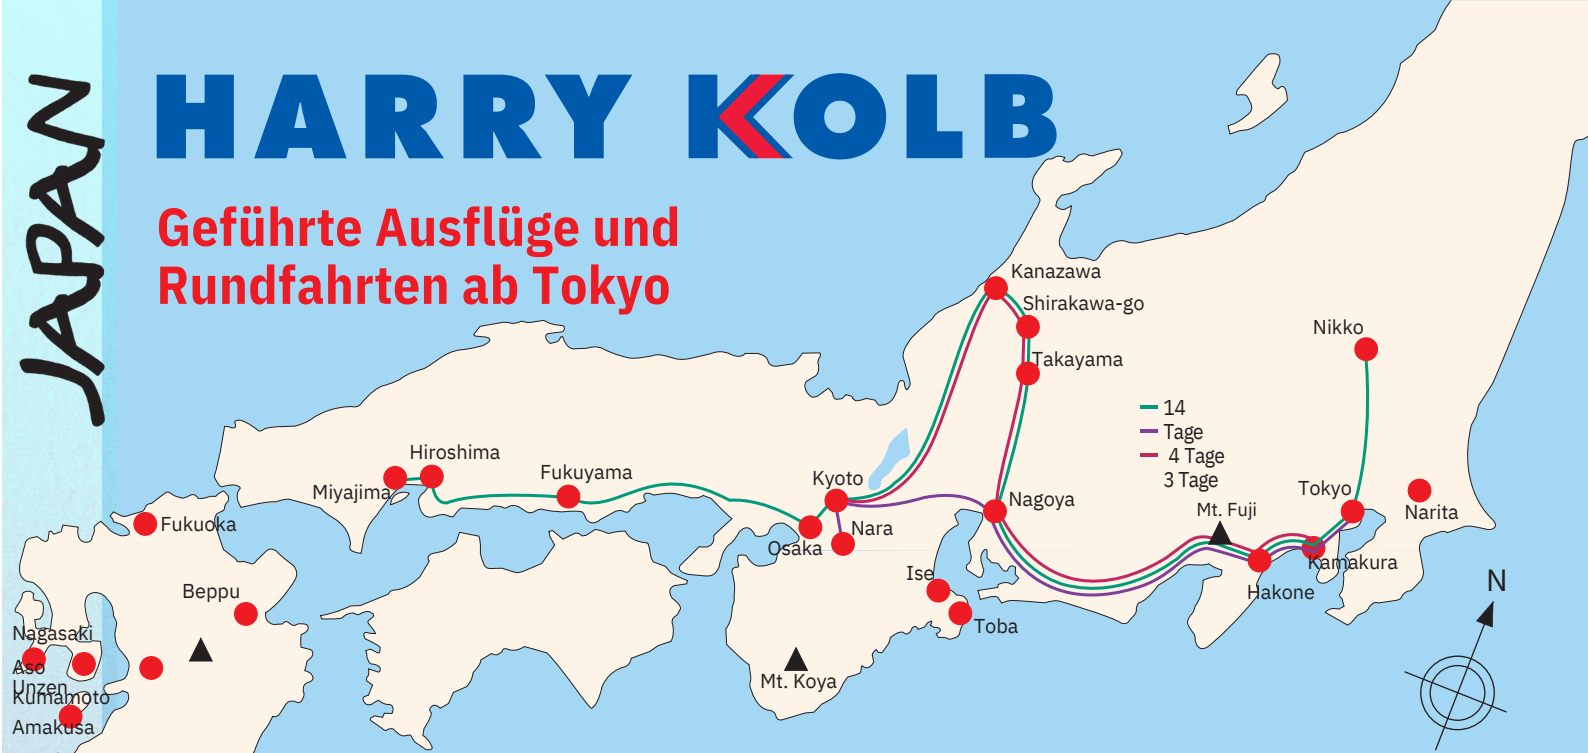 JAPAN
HARRY KOLB
Geführte Ausflüge und
Rundfahrten ab Tokyo
Kanazawa
Shirakawa-go
Nikko
Takayama
14
Tage
4 Tage
3 Tage
Hiroshima
Fukuyama
Kyoto
Miyajima
Nagoya
Tokyo
Mt. Fuji
Narita
Fukuoka
Nara
Osaka
Kamakura
Ise
Hakone
N
Beppu
Toba
Nagasaki
Aso
Unzen
Kumamoto
Amakusa
Mt. Koya